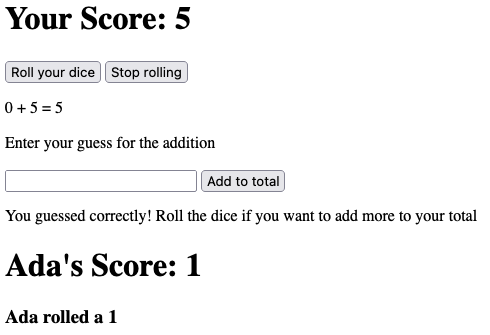 Your Score: 5
Roll your dice Stop rolling
0 + 5 = 5
Enter your guess for the addition
Add to total
You guessed correctly! Roll the dice if you want to add more to your total
Ada's Score: 1
Ada rolled a 1